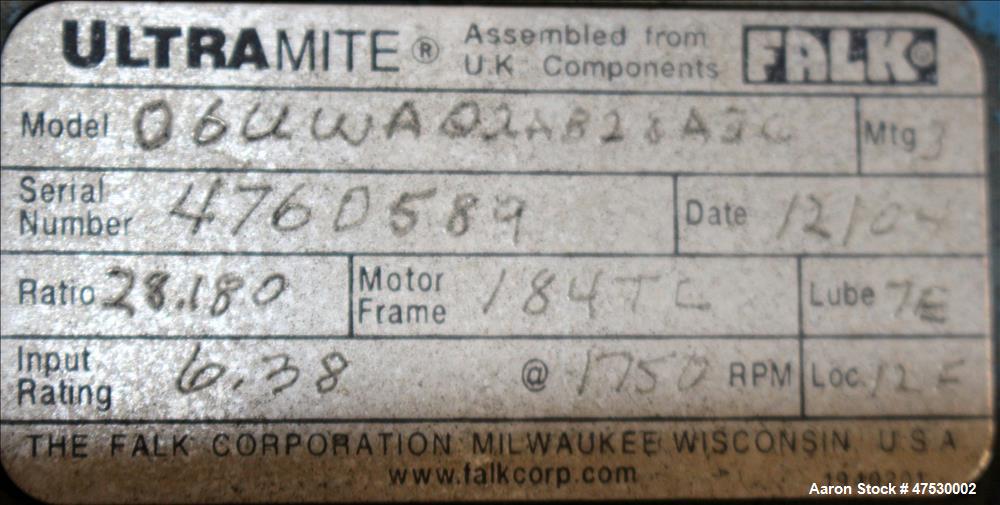 ULTRAMITE® Assembled from U.K Components FALK®
Model 06UWAQ2AB28A3C Mtg 3
Serial Number 4760589 Date 12/04
Ratio 28.180 Motor Frame 184TC Lube 7E
Input Rating 6.38 @ 1750 RPM Loc. 12F
THE FALK CORPORATION MILWAUKEE WISCONSIN U S A
www.falkcorp.com
Aaron Stock # 47530002